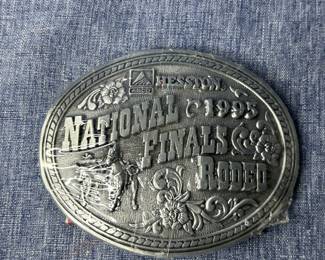 HESSTON
1995
NATIONAL
FINALS
RODEO